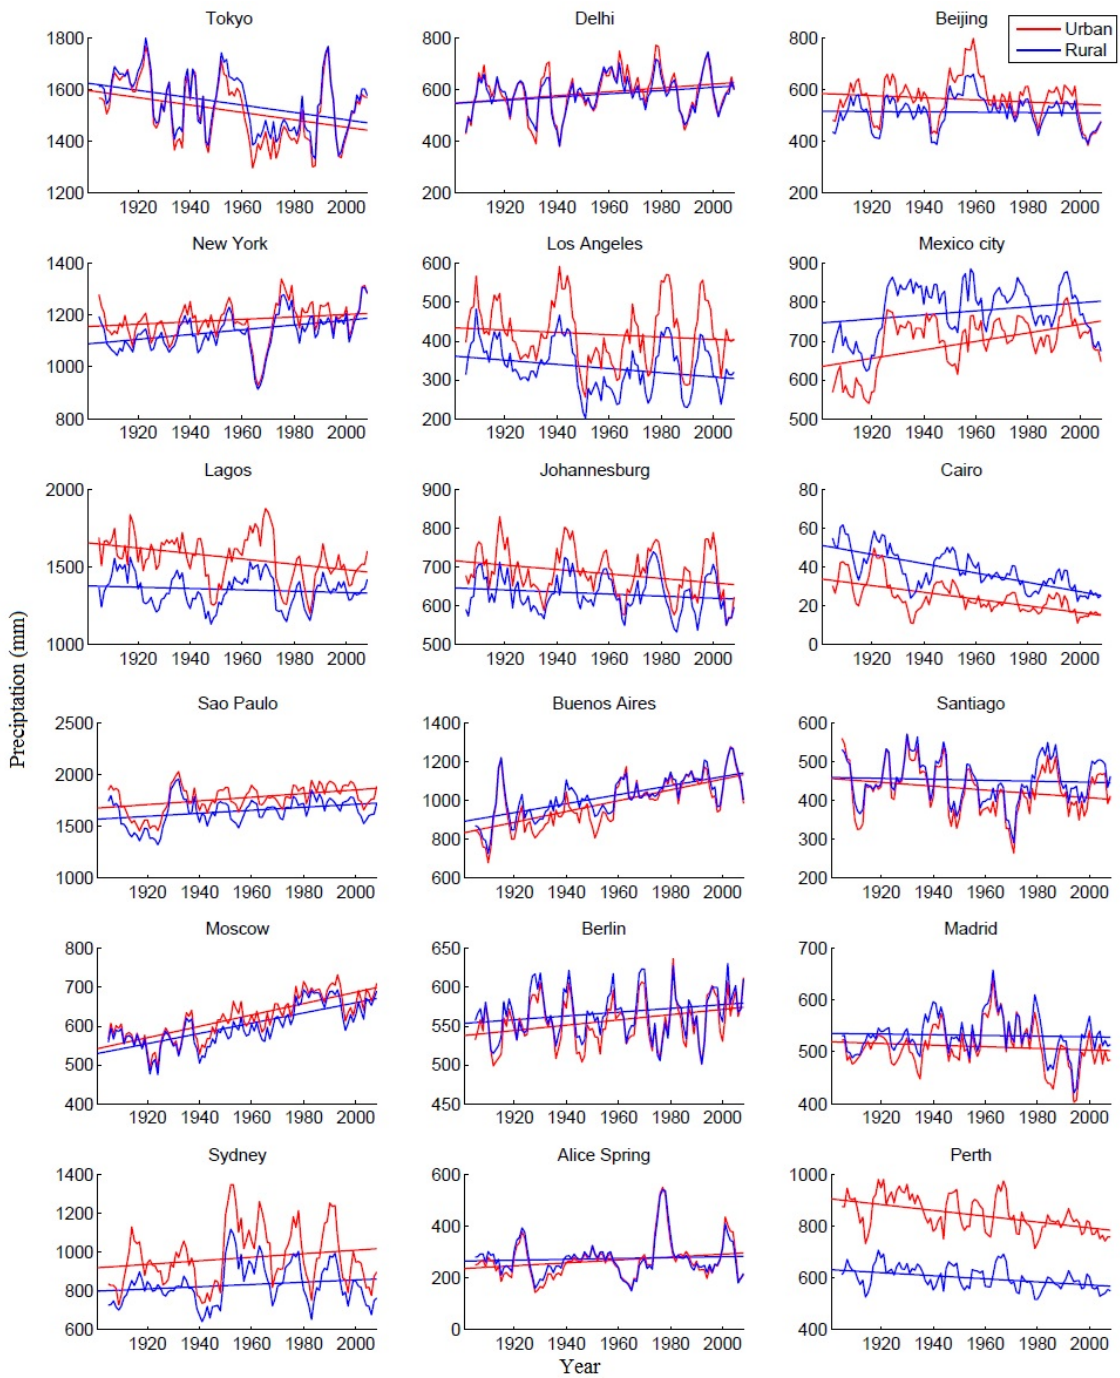 Tokyo Delhi Beijing
Urban
Rural
1800 800 800
1600 600 600
1400 400 400
1200 200 200
1920 1940 1960 1980 2000 1920 1940 1960 1980 2000 1920 1940 1960 1980 2000
New York Los Angeles Mexico city
1400 600 900
1200 500 800
400 700
1000 300 600
800 200 500
1920 1940 1960 1980 2000 1920 1940 1960 1980 2000 1920 1940 1960 1980 2000
Lagos Johannesburg Cairo
2000 900 80
800 60
1500 700 40
600 20
1000 500 0
1920 1940 1960 1980 2000 1920 1940 1960 1980 2000 1920 1940 1960 1980 2000
Preciptation (mm)
Sao Paulo Buenos Aires Santiago
2500 1400 600
2000 1200 500
1000 400
1500 800 300
1000 600 200
1920 1940 1960 1980 2000 1920 1940 1960 1980 2000 1920 1940 1960 1980 2000
Moscow Berlin Madrid
800 650 700
700 600 600
600 550
500 500 500
400 450 400
1920 1940 1960 1980 2000 1920 1940 1960 1980 2000 1920 1940 1960 1980 2000
Sydney Alice Spring Perth
1400 600 1000
1200 400 800
1000
800 200 600
600 0 400
1920 1940 1960 1980 2000 1920 1940 1960 1980 2000 1920 1940 1960 1980 2000
Year